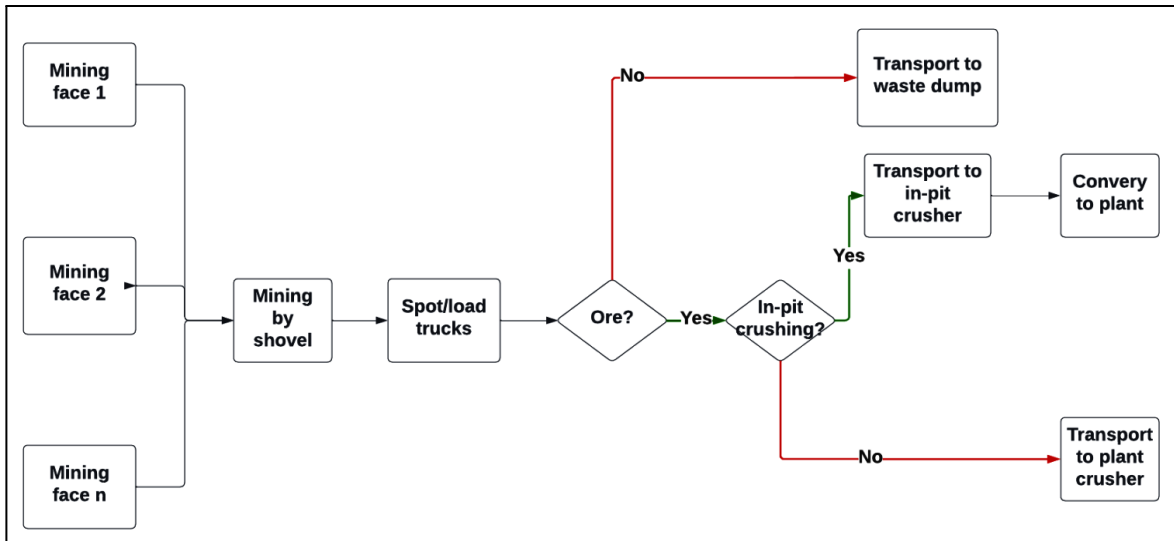 Mining
face 1
Mining
face 2
Mining
face n
Mining
by
shovel
Spot/load
trucks
Ore?
No
Yes
Transport to
waste dump
In-pit
crushing?
Yes
No
Transport to
in-pit
crusher
Convery
to plant
Transport
to plant
crusher